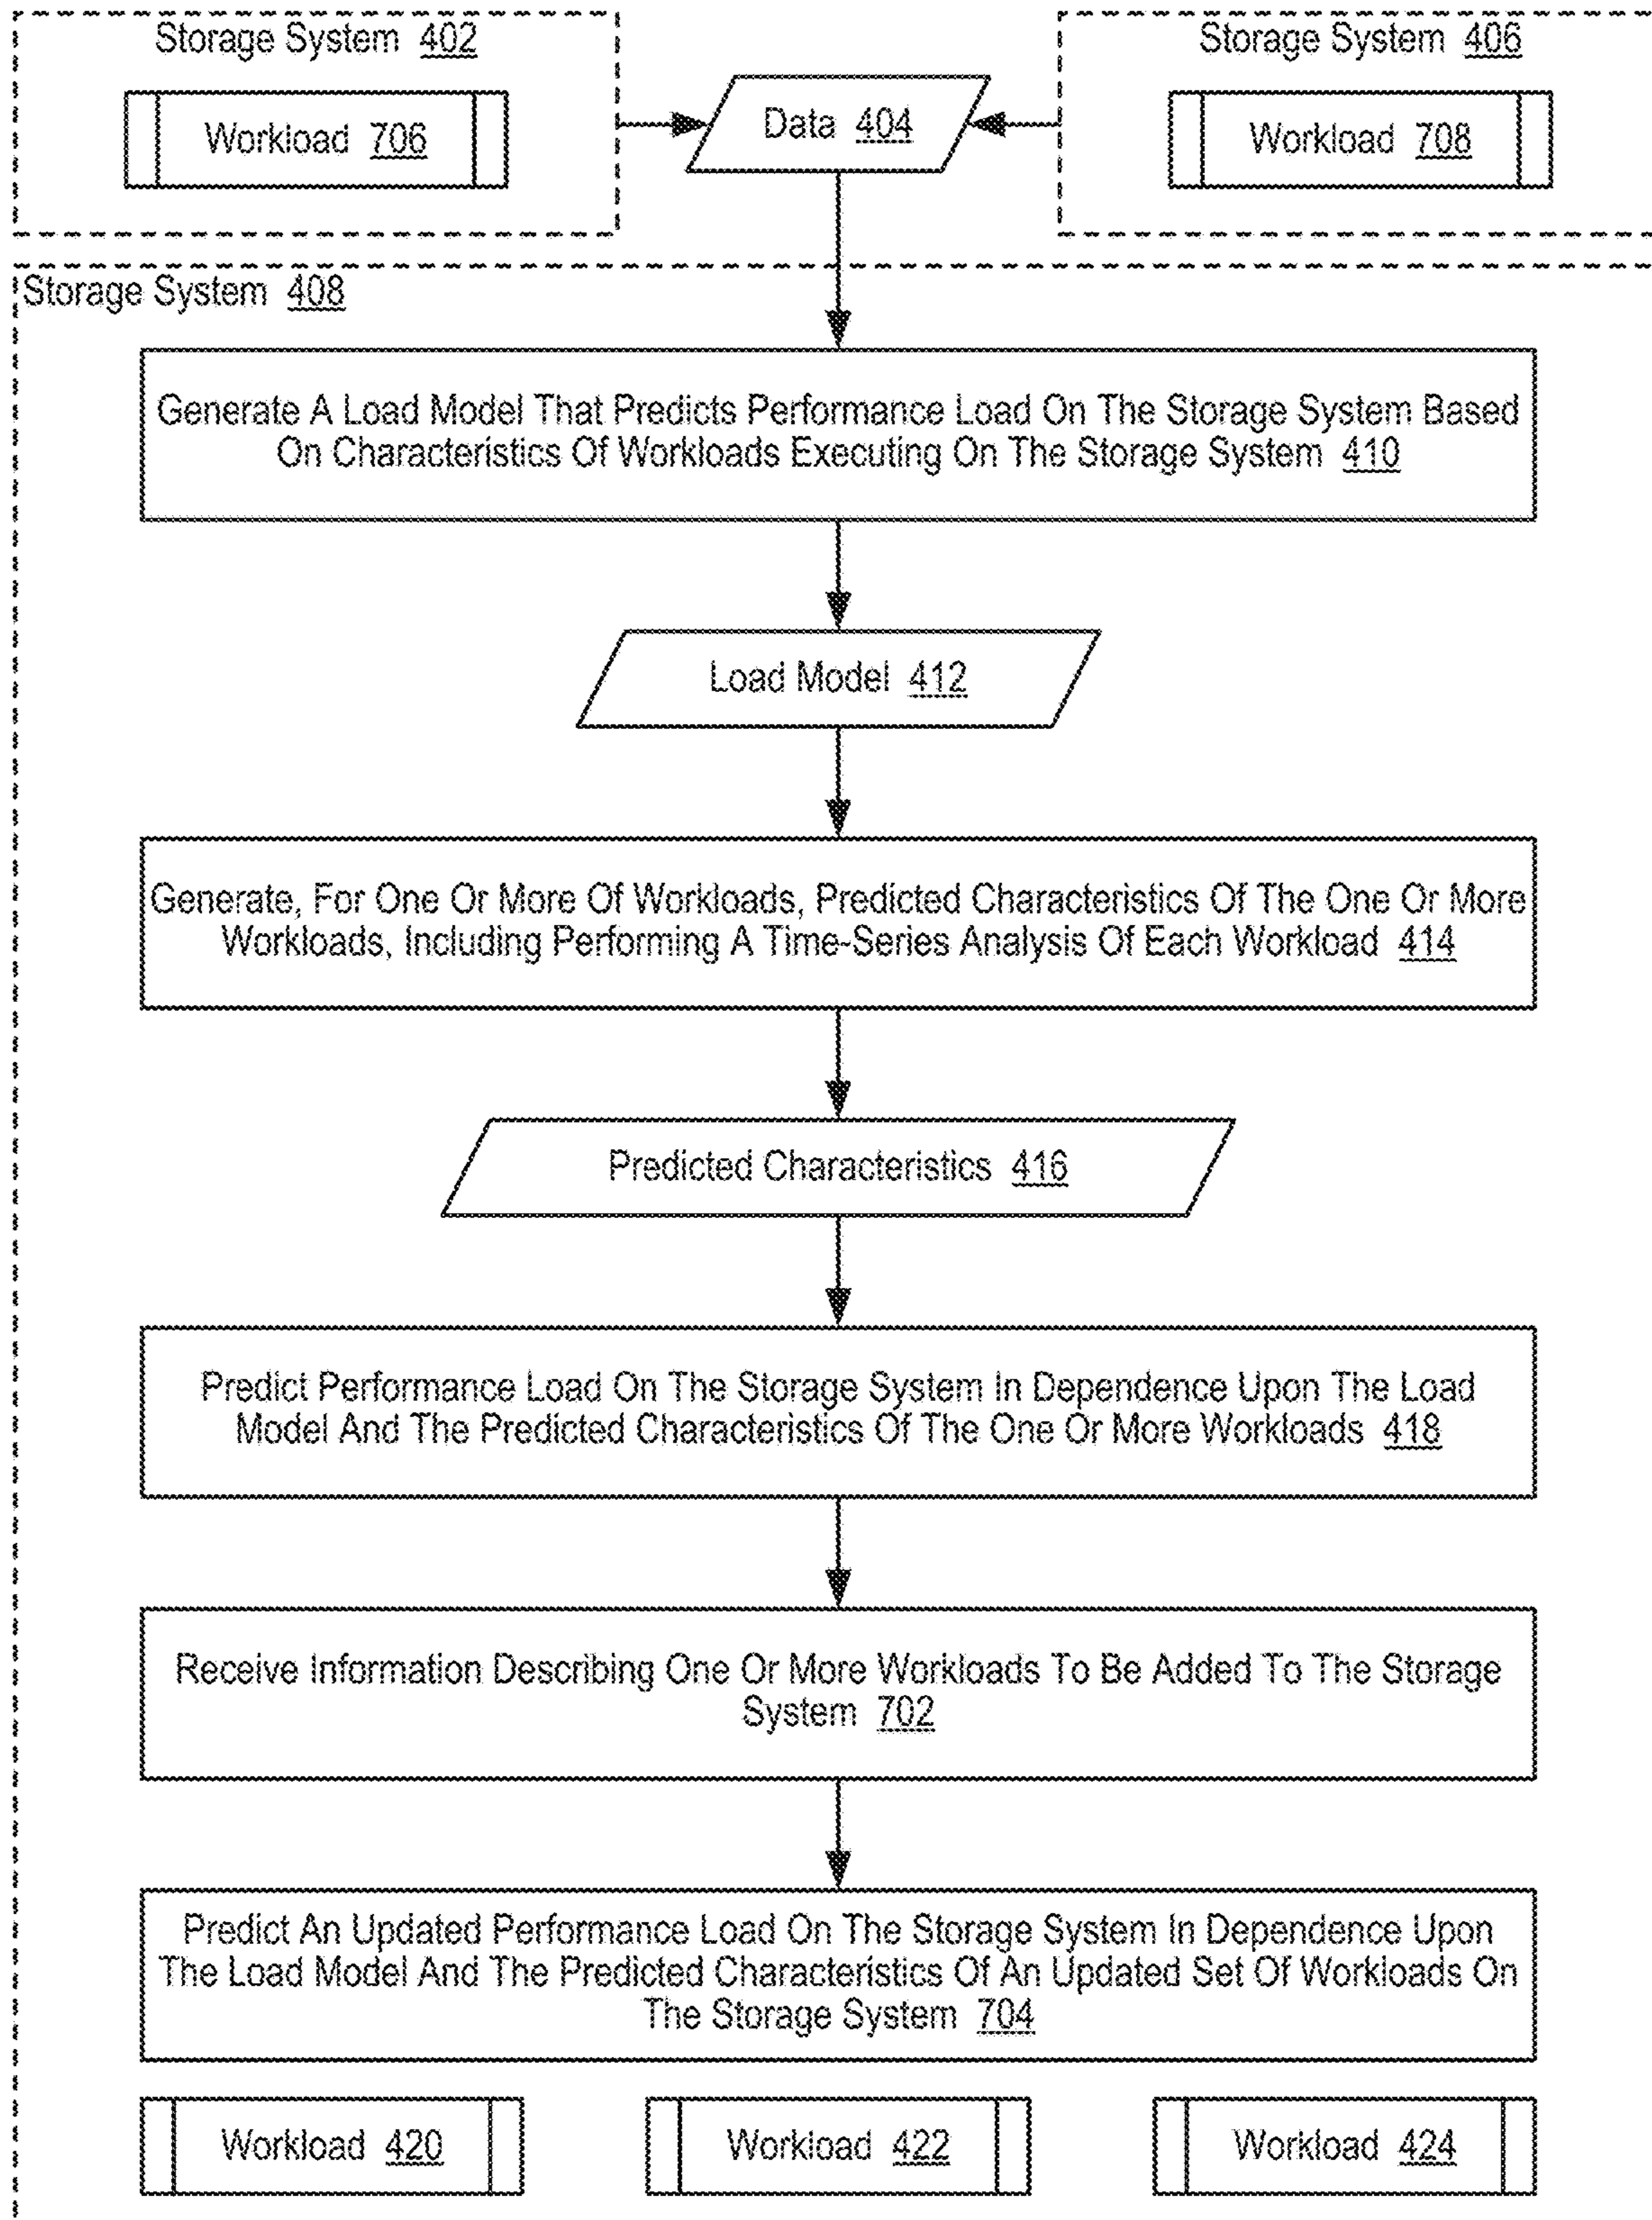 Storage System 402
Storage System 406
Workload 706
Data 404
Workload 708
Storage System 408
Generate A Load Model That Predicts Performance Load On The Storage System Based
On Characteristics Of Workloads Executing On The Storage System 410
Load Model 412
Generate, For One Or More Of Workloads, Predicted Characteristics Of The One Or More
Workloads, Including Performing A Time-Series Analysis Of Each Workload 414
Predicted Characteristics 416
Predict Performance Load On The Storage System In Dependence Upon The Load
Model And The Predicted Characteristics Of The One Or More Workloads 418
Receive Information Describing One Or More Workloads To Be Added To The Storage
System 702
Predict An Updated Performance Load On The Storage System In Dependence Upon
The Load Model And The Predicted Characteristics Of An Updated Set Of Workloads On
The Storage System 704
Workload 420
Workload 422
Workload 424